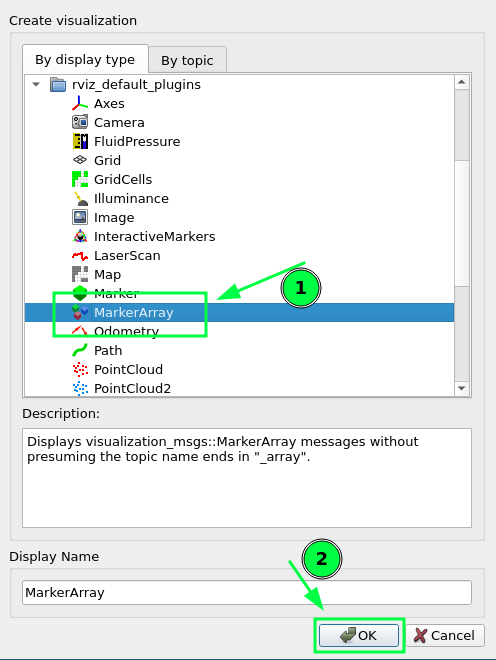 Create visualization
By display type
By topic
rviz_default_plugins
Axes
Camera
FluidPressure
Grid
GridCells
Illuminance
Image
InteractiveMarkers
LaserScan
Map
Marker
1
MarkerArray
Odometry
Path
PointCloud
PointCloud2
Description:
Displays visualization_msgs::MarkerArray messages without
presuming the topic name ends in "_array".
Display Name
2
MarkerArray
OK
Cancel